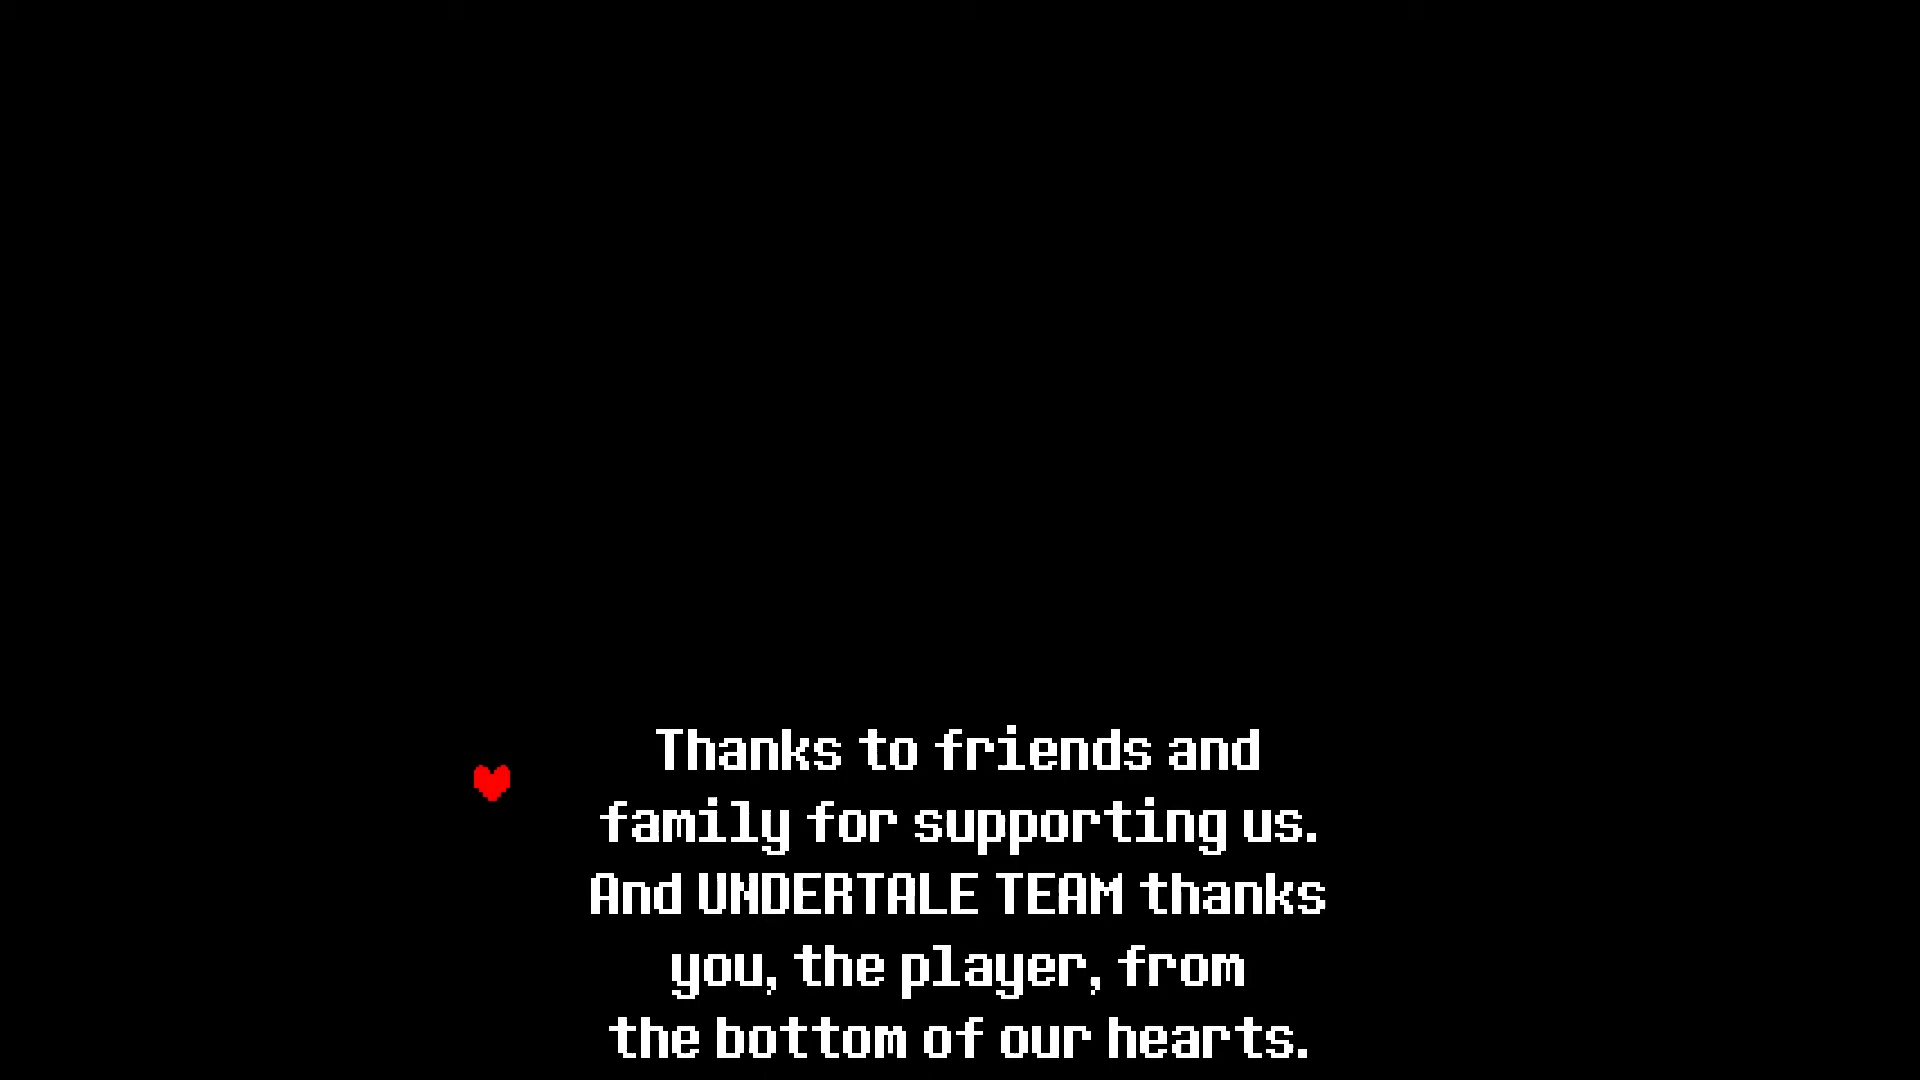 Thanks to friends and
family for supporting us.
And UNDERTALE TEAM thanks
you, the player, from
the bottom of our hearts.